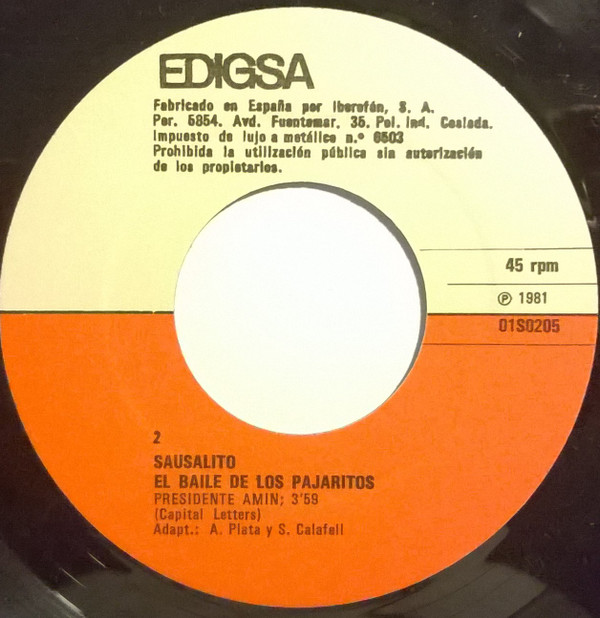 EDIGSA
Fabricado en España por Iberofón, S. A.
Per. 5854. Avd. Fuentemar, 35. Pol. Ind. Coslada.
Impuesto de lujo a metálico n.º 6503
Prohibida la utilización pública sin autorización
de los propietarios.
45 rpm
Ⓟ 1981
01S0205
2
SAUSALITO
EL BAILE DE LOS PAJARITOS
PRESIDENTE AMIN; 3'59
(Capital Letters)
Adapt.: A. Plata y S. Calafell